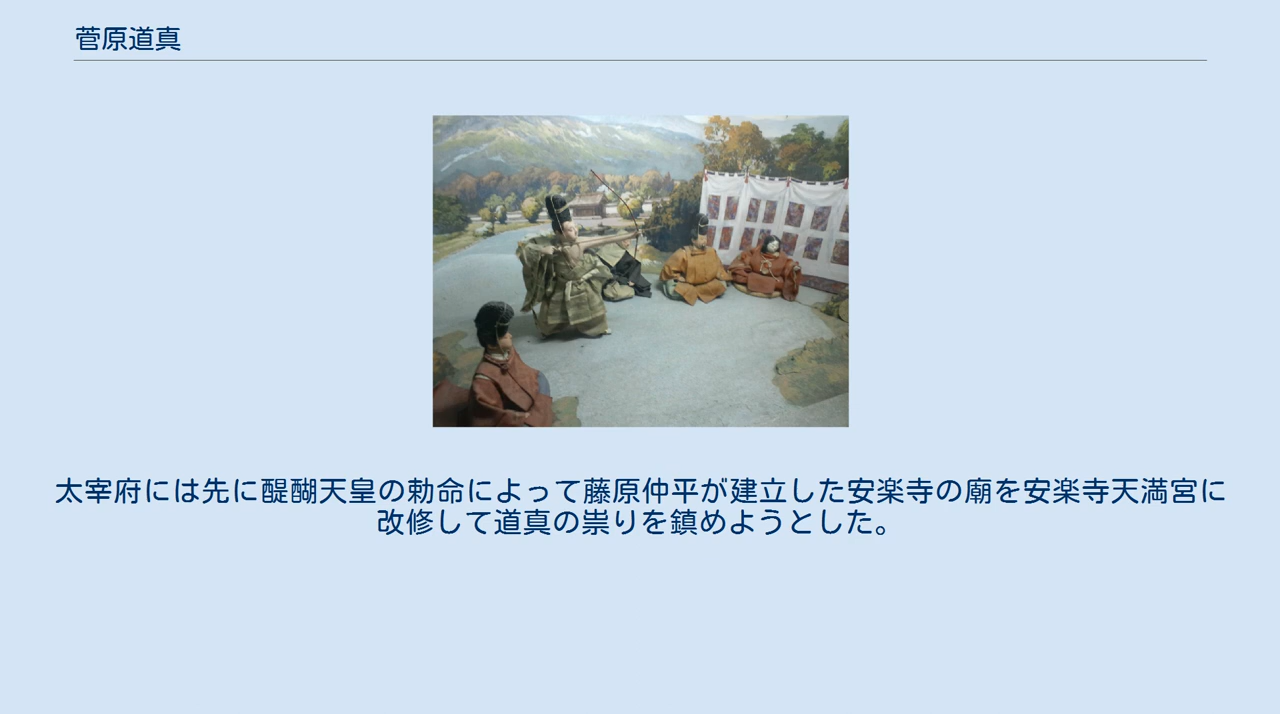 菅原道真
太宰府には先に醍醐天皇の勅命によって藤原仲平が建立した安楽寺の廟を安楽寺天満宮に
改修して道真の祟りを鎮めようとした。